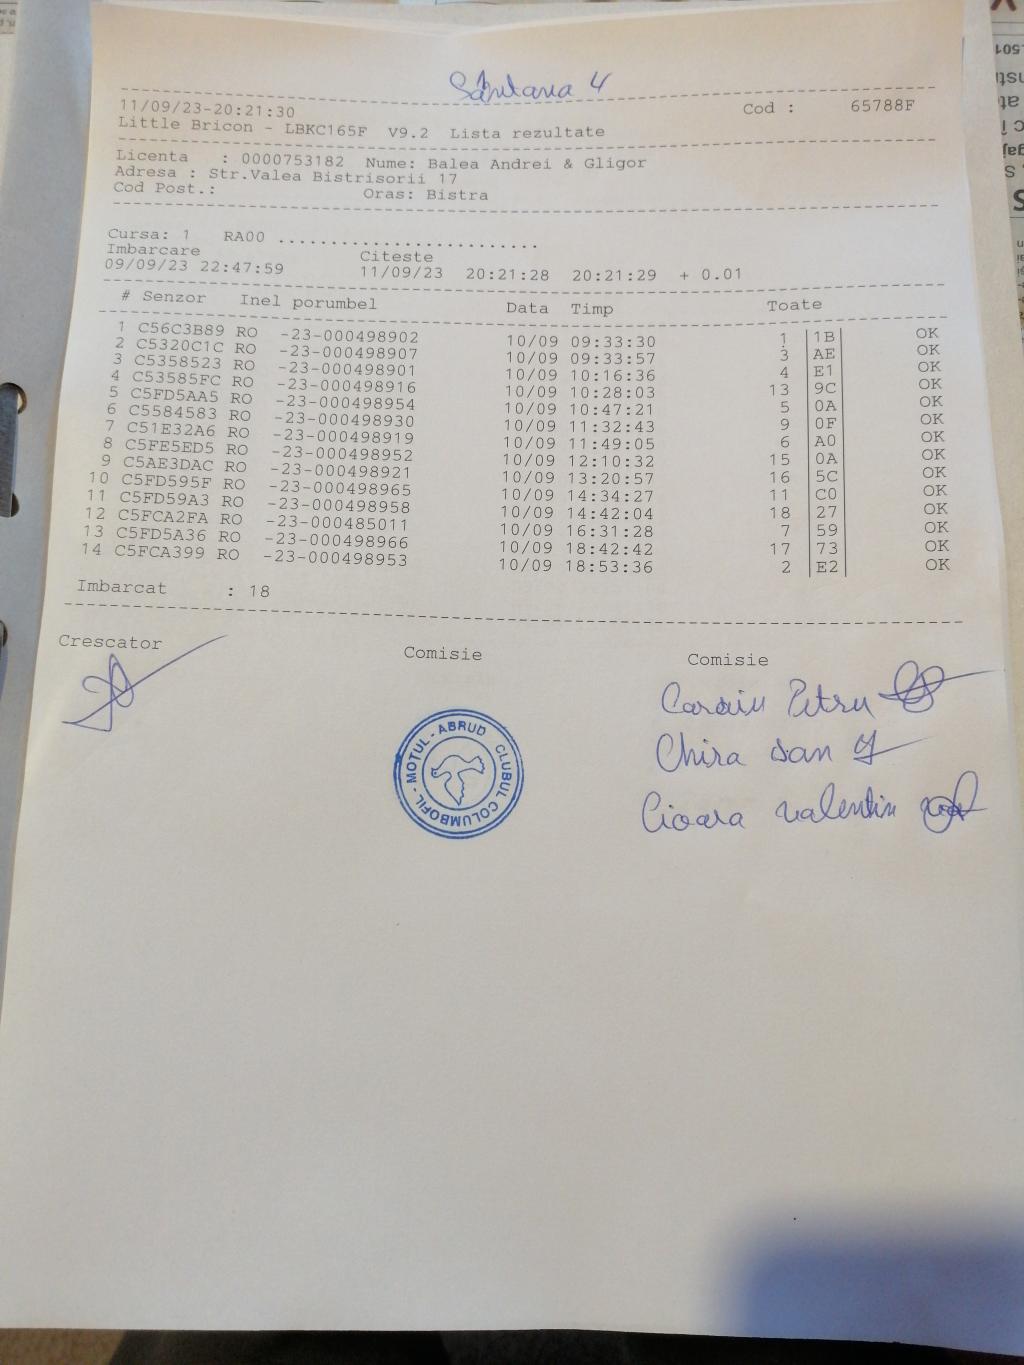 Sântana 4
11/09/23-20:21:30 Cod : 65788F
Little Bricon - LBKC165F V9.2 Lista rezultate
Licenta : 0000753182 Nume: Balea Andrei & Gligor
Adresa : Str.Valea Bistrisorii 17
Cod Post.: Oras: Bistra
Cursa: 1 RA00 .........................
Imbarcare Citeste
09/09/23 22:47:59 11/09/23 20:21:28 20:21:29 + 0.01
# Senzor Inel porumbel Data Timp Toate
1 C56C3B89 RO -23-000498902 10/09 09:33:30 1 1B OK
2 C5320C1C RO -23-000498907 10/09 09:33:57 3 AE OK
3 C5358523 RO -23-000498901 10/09 10:16:36 4 E1 OK
4 C53585FC RO -23-000498916 10/09 10:28:03 13 9C OK
5 C5FD5AA5 RO -23-000498954 10/09 10:47:21 5 0A OK
6 C5584583 RO -23-000498930 10/09 11:32:43 9 0F OK
7 C51E32A6 RO -23-000498919 10/09 11:49:05 6 A0 OK
8 C5FE5ED5 RO -23-000498952 10/09 12:10:32 15 0A OK
9 C5AE3DAC RO -23-000498921 10/09 13:20:57 16 5C OK
10 C5FD595F RO -23-000498965 10/09 14:34:27 11 C0 OK
11 C5FD59A3 RO -23-000498958 10/09 14:42:04 18 27 OK
12 C5FCA2FA RO -23-000485011 10/09 16:31:28 7 59 OK
13 C5FD5A36 RO -23-000498966 10/09 18:42:42 17 73 OK
14 C5FCA399 RO -23-000498953 10/09 18:53:36 2 E2 OK
Imbarcat : 18
Crescator Comisie Comisie
Petru
Chira Dan
Cioara Valentin
CLUBUL COLUMBOFIL - MOTUL - ABRUD